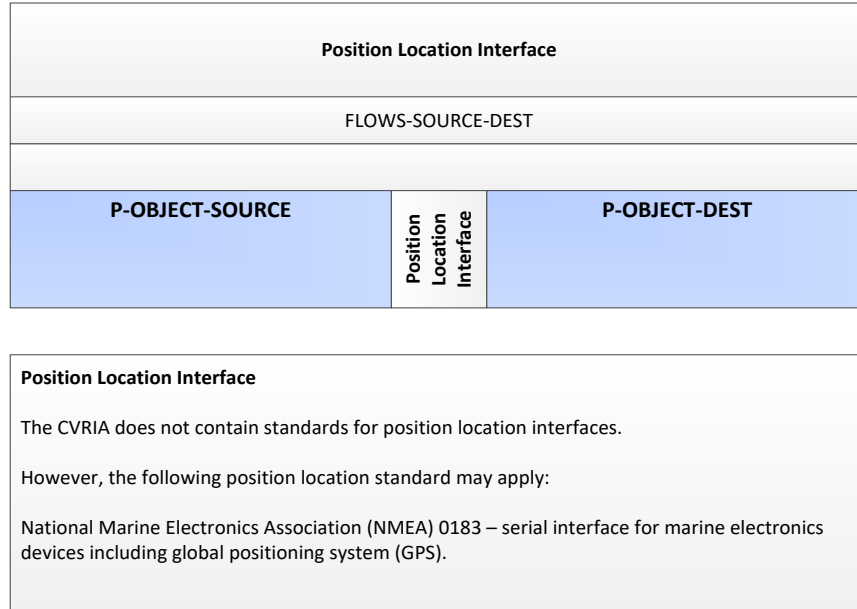 Position Location Interface
FLOWS-SOURCE-DEST
P-OBJECT-SOURCE
Position
Location
Interface
P-OBJECT-DEST
Position Location Interface
The CVRIA does not contain standards for position location interfaces.
However, the following position location standard may apply:
National Marine Electronics Association (NMEA) 0183 – serial interface for marine electronics
devices including global positioning system (GPS).